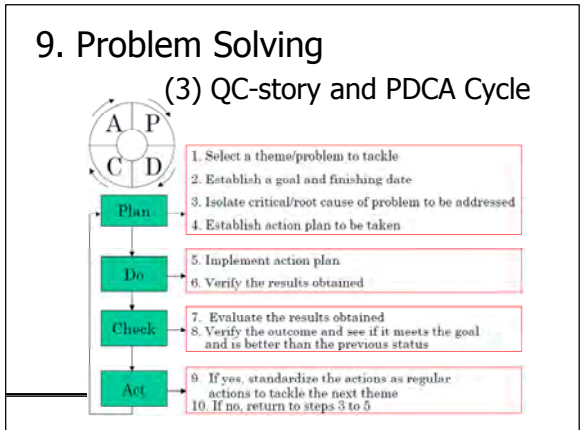 9. Problem Solving
(3) QC-story and PDCA Cycle
A P
C D
Plan
1. Select a theme/problem to tackle
2. Establish a goal and finishing date
3. Isolate critical/root cause of problem to be addressed
4. Establish action plan to be taken
Do
5. Implement action plan
6. Verify the results obtained
Check
7. Evaluate the results obtained
8. Verify the outcome and see if it meets the goal
and is better than the previous status
Act
9. If yes, standardize the actions as regular
actions to tackle the next theme
10. If no, return to steps 3 to 5